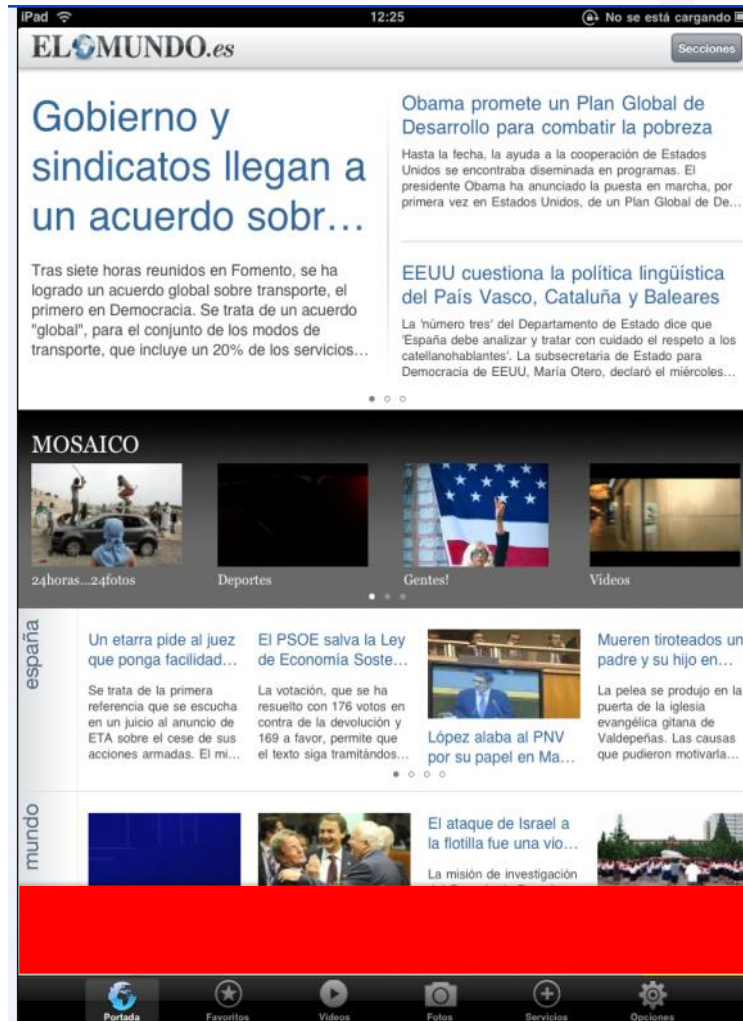 iPad 12:25 No se está cargando
EL MUNDO.es
Secciones
Gobierno y
sindicatos llegan a
un acuerdo sobr...
Tras siete horas reunidos en Fomento, se ha
logrado un acuerdo global sobre transporte, el
primero en Democracia. Se trata de un acuerdo
"global", para el conjunto de los modos de
transporte, que incluye un 20% de los servicios...
Obama promete un Plan Global de
Desarrollo para combatir la pobreza
Hasta la fecha, la ayuda a la cooperación de Estados
Unidos se encontraba diseminada en programas. El
presidente Obama ha anunciado la puesta en marcha, por
primera vez en Estados Unidos, de un Plan Global de De...
EEUU cuestiona la política lingüística
del País Vasco, Cataluña y Baleares
La 'número tres' del Departamento de Estado dice que
'España debe analizar y tratar con cuidado el respeto a los
catellanohablantes'. La subsecretaria de Estado para
Democracia de EEUU, María Otero, declaró el miércoles...
MOSAICO
24horas...24fotos
Deportes
Gentes!
Videos
españa
Un etarra pide al juez
que ponga facilidad...
Se trata de la primera
referencia que se escucha
en un juicio al anuncio de
ETA sobre el cese de sus
acciones armadas. El mi...
El PSOE salva la Ley
de Economía Soste...
La votación, que se ha
resuelto con 176 votos en
contra de la devolución y
169 a favor, permite que
el texto siga tramitándos...
López alaba al PNV
por su papel en Ma...
Mueren tiroteados un
padre y su hijo en...
La pelea se produjo en la
puerta de la iglesia
evangélica gitana de
Valdepeñas. Las causas
que pudieron motivarla...
mundo
El ataque de Israel a
la flotilla fue una vio...
La misión de investigación
Portada
Favoritos
Videos
Fotos
Servicios
Opciones